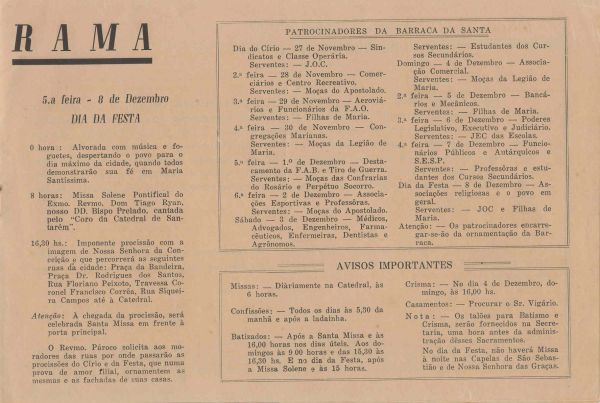 RAMA
5.a feira - 8 de Dezembro
DIA DA FESTA
0 hora : Alvorada com música e fo-
guetes, despertando o povo para o
dia máximo da cidade, quando todos
demonstrarão sua fé em Maria
Santíssima.
8 horas: Missa Solene Pontifical do
Exmo. Revmo. Dom Tiago Ryan,
nosso DD. Bispo Prelado, cantada
pelo "Coro da Catedral de San-
tarém".
16,30 hs.: Imponente procissão com a
imagem de Nossa Senhora da Con-
ceição e que percorrerá as seguintes
ruas da cidade: Praça da Bandeira,
Praça Dr. Rodrigues dos Santos,
Rua Floriano Peixoto, Travessa Co-
ronel Francisco Corrêa, Rua Siquei-
ra Campos até à Catedral.
Atenção: À chegada da procissão, será
celebrada Santa Missa em frente à
porta principal.
O Revmo. Pároco solicita aos mo-
radores das ruas por onde passarão as
procissões do Círio e da Festa, que numa
prova de amor filial, ornamentem as
mesmas e as fachadas de suas casas.
PATROCINADORES DA BARRACA DA SANTA
Dia do Círio — 27 de Novembro — Sin-
dicatos e Classe Operária.
Serventes: — J.O.C.
2.ª feira — 28 de Novembro — Comer-
ciários e Centro Recreativo.
Serventes: — Moças do Apostolado.
3.ª feira — 29 de Novembro — Aeroviá-
rios e Funcionários da F.A.O.
Serventes: — Filhas de Maria.
4.ª feira — 30 de Novembro — Con-
gregações Marianas.
Serventes: — Moças da Legião de
Maria.
5.ª feira — 1.º de Dezembro — Desta-
camento da F.A.B. e Tiro de Guerra.
Serventes: — Moças das Confrarias
do Rosário e Perpétuo Socorro.
6.ª feira — 2 de Dezembro — Associa-
ções Esportivas e Professôras.
Serventes: — Moças do Apostolado.
Sábado — 3 de Dezembro — Médicos,
Advogados, Engenheiros, Farma-
cêuticos, Enfermeiras, Dentistas e
Agrônomos.
Serventes: — Estudantes dos Cur-
sos Secundários.
Domingo — 4 de Dezembro — Associa-
ção Comercial.
Serventes: — Moças da Legião de
Maria.
2.ª feira — 5 de Dezembro — Bancá-
rios e Mecânicos.
Serventes: — Filhas de Maria.
3.ª feira — 6 de Dezembro — Poderes
Legislativo, Executivo e Judiciário.
Serventes: — JEC das Escolas.
4.ª feira — 7 de Dezembro — Funcio-
nários Públicos e Autárquicos e
S.E.S.P.
Serventes: — Professôras e estu-
dantes dos Cursos Secundários.
Dia da Festa — 8 de Dezembro — As-
sociações religiosas e o povo em
geral.
Serventes: — JOC e Filhas de
Maria.
Atenção: — Os patrocinadores encarre-
gar-se-ão da ornamentação da Bar-
raca.
AVISOS IMPORTANTES
Missas: — Diàriamente na Catedral, às
6 horas.
Confissões: — Todos os dias às 5,30 da
manhã e após a ladainha.
Batizados: — Após a Santa Missa e às
16,00 horas nos dias úteis. Aos do-
mingos às 9,00 horas e das 15,30 às
16,30 hs. E no dia da Festa, após
a Missa Solene e às 15 horas.
Crisma: — No dia 4 de Dezembro, do-
mingo, às 16,00 hs.
Casamentos: — Procurar o Sr. Vigário.
Nota: — Os talões para Batismo e
Crisma, serão fornecidos na Secre-
taria, uma hora antes da adminis-
tração dêsses Sacramentos.
No dia da Festa, não haverá Missa
à noite nas Capelas de São Sebas-
tião e de Nossa Senhora das Graças.